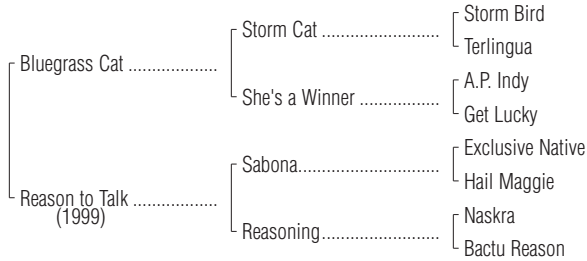 Storm Bird
Storm Cat ........................
Terlingua
Bluegrass Cat ..................
A.P. Indy
She's a Winner ................
Get Lucky
Exclusive Native
Sabona............................
Hail Maggie
Reason to Talk .................
(1999)
Naskra
Reasoning........................
Bactu Reason